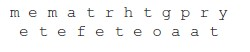 m e m a t r h t g p r y
e t e f e t e o a a t